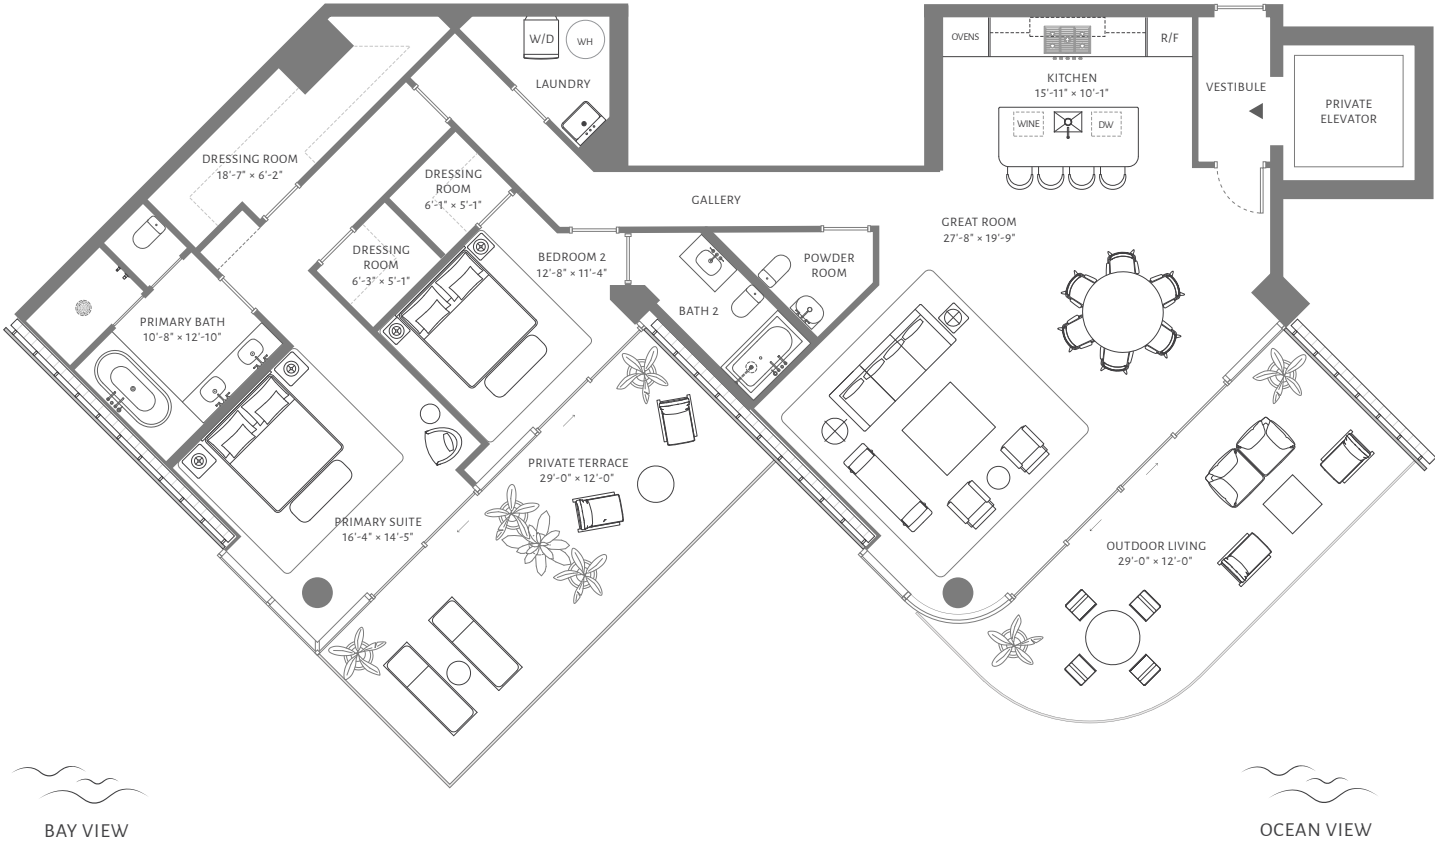 W/D
WH
LAUNDRY
OVENS
R/F
KITCHEN
15'-11" × 10'-1"
VESTIBULE
PRIVATE
ELEVATOR
WINE
DW
DRESSING ROOM
18'-7" × 6'-2"
DRESSING
ROOM
6'-1" × 5'-1"
GALLERY
GREAT ROOM
27'-8" × 19'-9"
DRESSING
ROOM
6'-3" × 5'-1"
BEDROOM 2
12'-8" × 11'-4"
POWDER
ROOM
BATH 2
PRIMARY BATH
10'-8" × 12'-10"
PRIVATE TERRACE
29'-0" × 12'-0"
PRIMARY SUITE
16'-4" × 14'-5"
OUTDOOR LIVING
29'-0" × 12'-0"
BAY VIEW
OCEAN VIEW